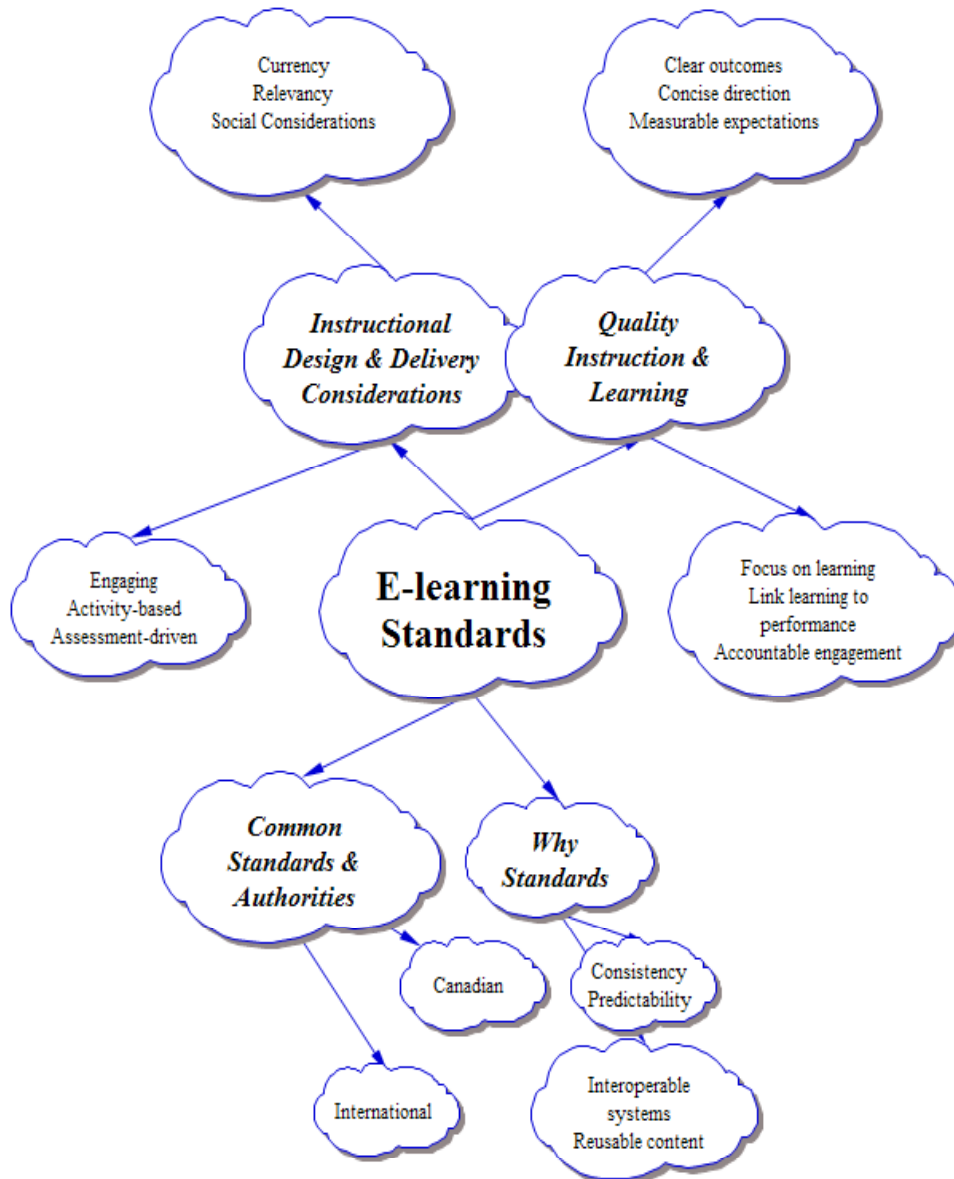 Currency
Relevancy
Social Considerations
Clear outcomes
Concise direction
Measurable expectations
Instructional
Design & Delivery
Considerations
Quality
Instruction &
Learning
Engaging
Activity-based
Assessment-driven
E-learning
Standards
Focus on learning
Link learning to
performance
Accountable engagement
Common
Standards &
Authorities
Why
Standards
Canadian
Consistency
Predictability
International
Interoperable
systems
Reusable content